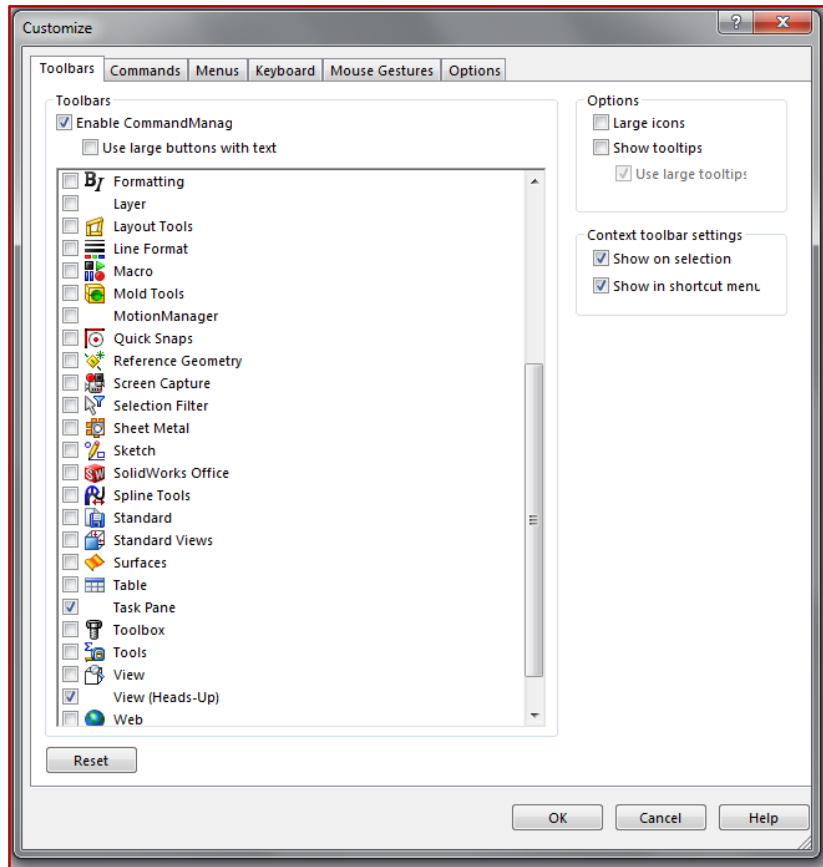 Customize
Toolbars Commands Menus Keyboard Mouse Gestures Options
Toolbars
Enable CommandManag
Use large buttons with text
Formatting
Layer
Layout Tools
Line Format
Macro
Mold Tools
MotionManager
Quick Snaps
Reference Geometry
Screen Capture
Selection Filter
Sheet Metal
Sketch
SolidWorks Office
Spline Tools
Standard
Standard Views
Surfaces
Table
Task Pane
Toolbox
Tools
View
View (Heads-Up)
Web
Reset
Options
Large icons
Show tooltips
Use large tooltips
Context toolbar settings
Show on selection
Show in shortcut menu
OK Cancel Help